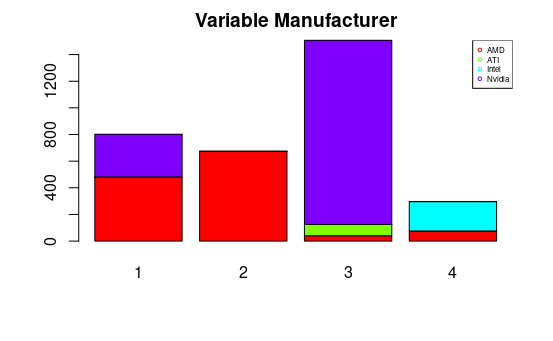 Variable Manufacturer
AMD
ATI
Intel
Nvidia
1200
800
400
0
1 2 3 4